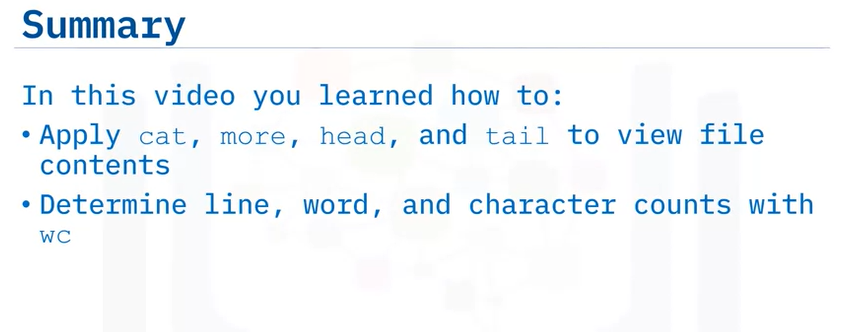 Summary
In this video you learned how to:
• Apply cat, more, head, and tail to view file
contents
• Determine line, word, and character counts with
wc